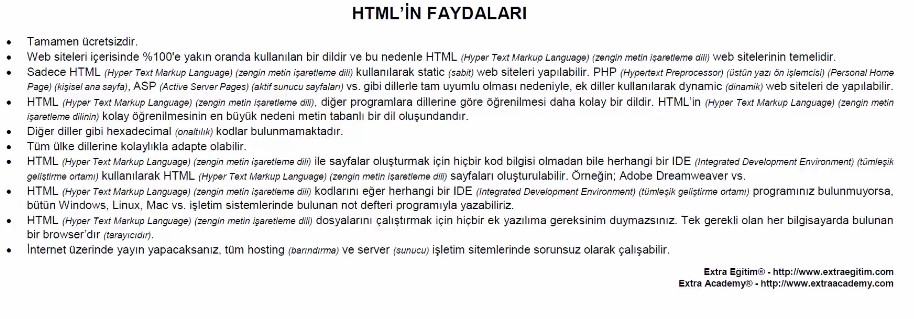 HTML’İN FAYDALARI
• Tamamen ücretsizdir.
• Web siteleri içerisinde %100'e yakın oranda kullanılan bir dildir ve bu nedenle HTML (Hyper Text Markup Language) (zengin metin işaretleme dili) web sitelerinin temelidir.
• Sadece HTML (Hyper Text Markup Language) (zengin metin işaretleme dili) kullanılarak static (sabit) web siteleri yapılabilir. PHP (Hypertext Preprocessor) (üstün yazı ön işlemcisi) (Personal Home
Page) (kişisel ana sayfa), ASP (Active Server Pages) (aktif sunucu sayfaları) vs. gibi dillerle tam uyumlu olması nedeniyle, ek diller kullanılarak dynamic (dinamik) web siteleri de yapılabilir.
• HTML (Hyper Text Markup Language) (zengin metin işaretleme dili), diğer programlara dillerine göre öğrenilmesi daha kolay bir dildir. HTML’in (Hyper Text Markup Language) (zengin metin
işaretleme dilinin) kolay öğrenilmesinin en büyük nedeni metin tabanlı bir dil oluşundandır.
• Diğer diller gibi hexadecimal (onaltılık) kodlar bulunmamaktadır.
• Tüm ülke dillerine kolaylıkla adapte olabilir.
• HTML (Hyper Text Markup Language) (zengin metin işaretleme dili) ile sayfalar oluşturmak için hiçbir kod bilgisi olmadan bile herhangi bir IDE (Integrated Development Environment) (tümleşik
geliştirme ortamı) kullanılarak HTML (Hyper Text Markup Language) (zengin metin işaretleme dili) sayfaları oluşturulabilir. Örneğin; Adobe Dreamweaver vs.
• HTML (Hyper Text Markup Language) (zengin metin işaretleme dili) kodlarını eğer herhangi bir IDE (Integrated Development Environment) (tümleşik geliştirme ortamı) programınız bulunmuyorsa,
bütün Windows, Linux, Mac vs. işletim sistemlerinde bulunan not defteri programıyla yazabiliriz.
• HTML (Hyper Text Markup Language) (zengin metin işaretleme dili) dosyalarını çalıştırmak için hiçbir ek yazılıma gereksinim duymazsınız. Tek gerekli olan her bilgisayarda bulunan
bir browser’dır (tarayıcıdır).
• İnternet üzerinde yayın yapacaksanız, tüm hosting (barındırma) ve server (sunucu) işletim sitemlerinde sorunsuz olarak çalışabilir.
Extra Eğitim® - http://www.extraegitim.com
Extra Academy® - http://www.extraacademy.com